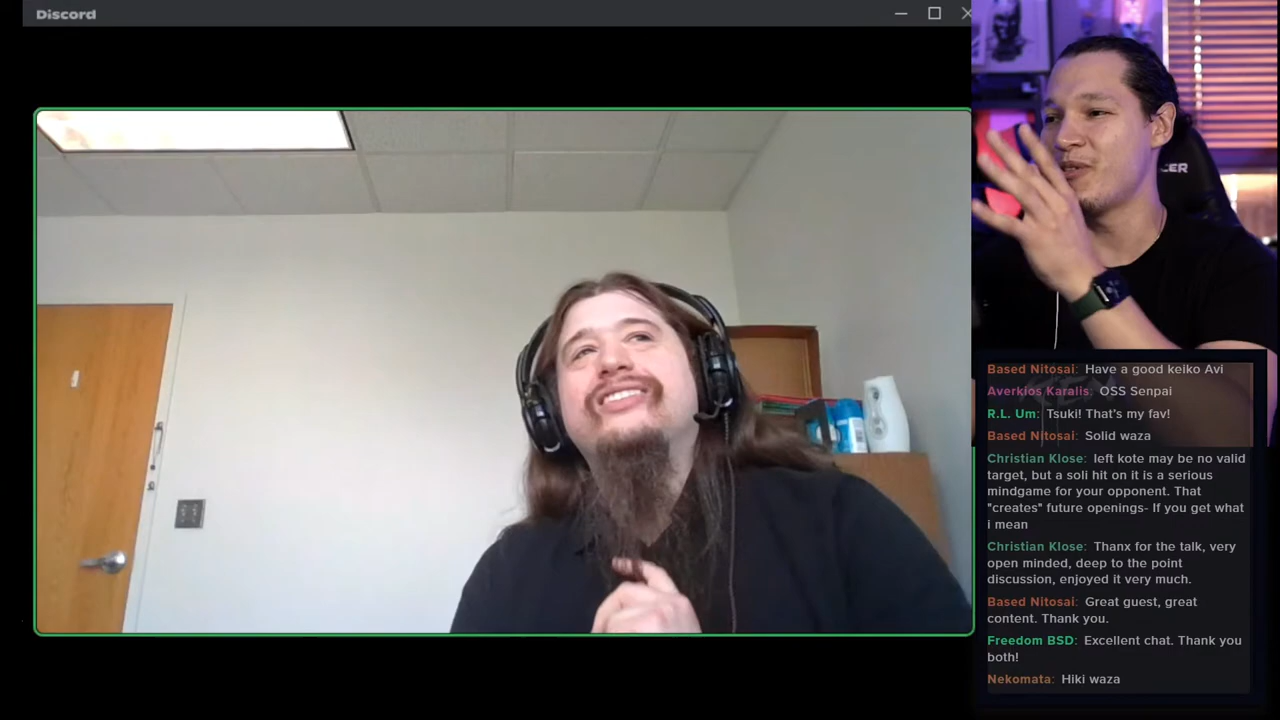 Discord
CER
Based Nitosai: Have a good keiko Avi
Averkios Karalis: OSS Senpai
R.L. Um: Tsuki! That's my fav!
Based Nitosai: Solid waza
Christian Klose: left kote may be no valid
target, but a soli hit on it is a serious
mindgame for your opponent. That
"creates" future openings- If you get what
i mean
Christian Klose: Thanx for the talk, very
open minded, deep to the point
discussion, enjoyed it very much.
Based Nitosai: Great guest, great
content. Thank you.
Freedom BSD: Excellent chat. Thank you
both!
Nekomata: Hiki waza